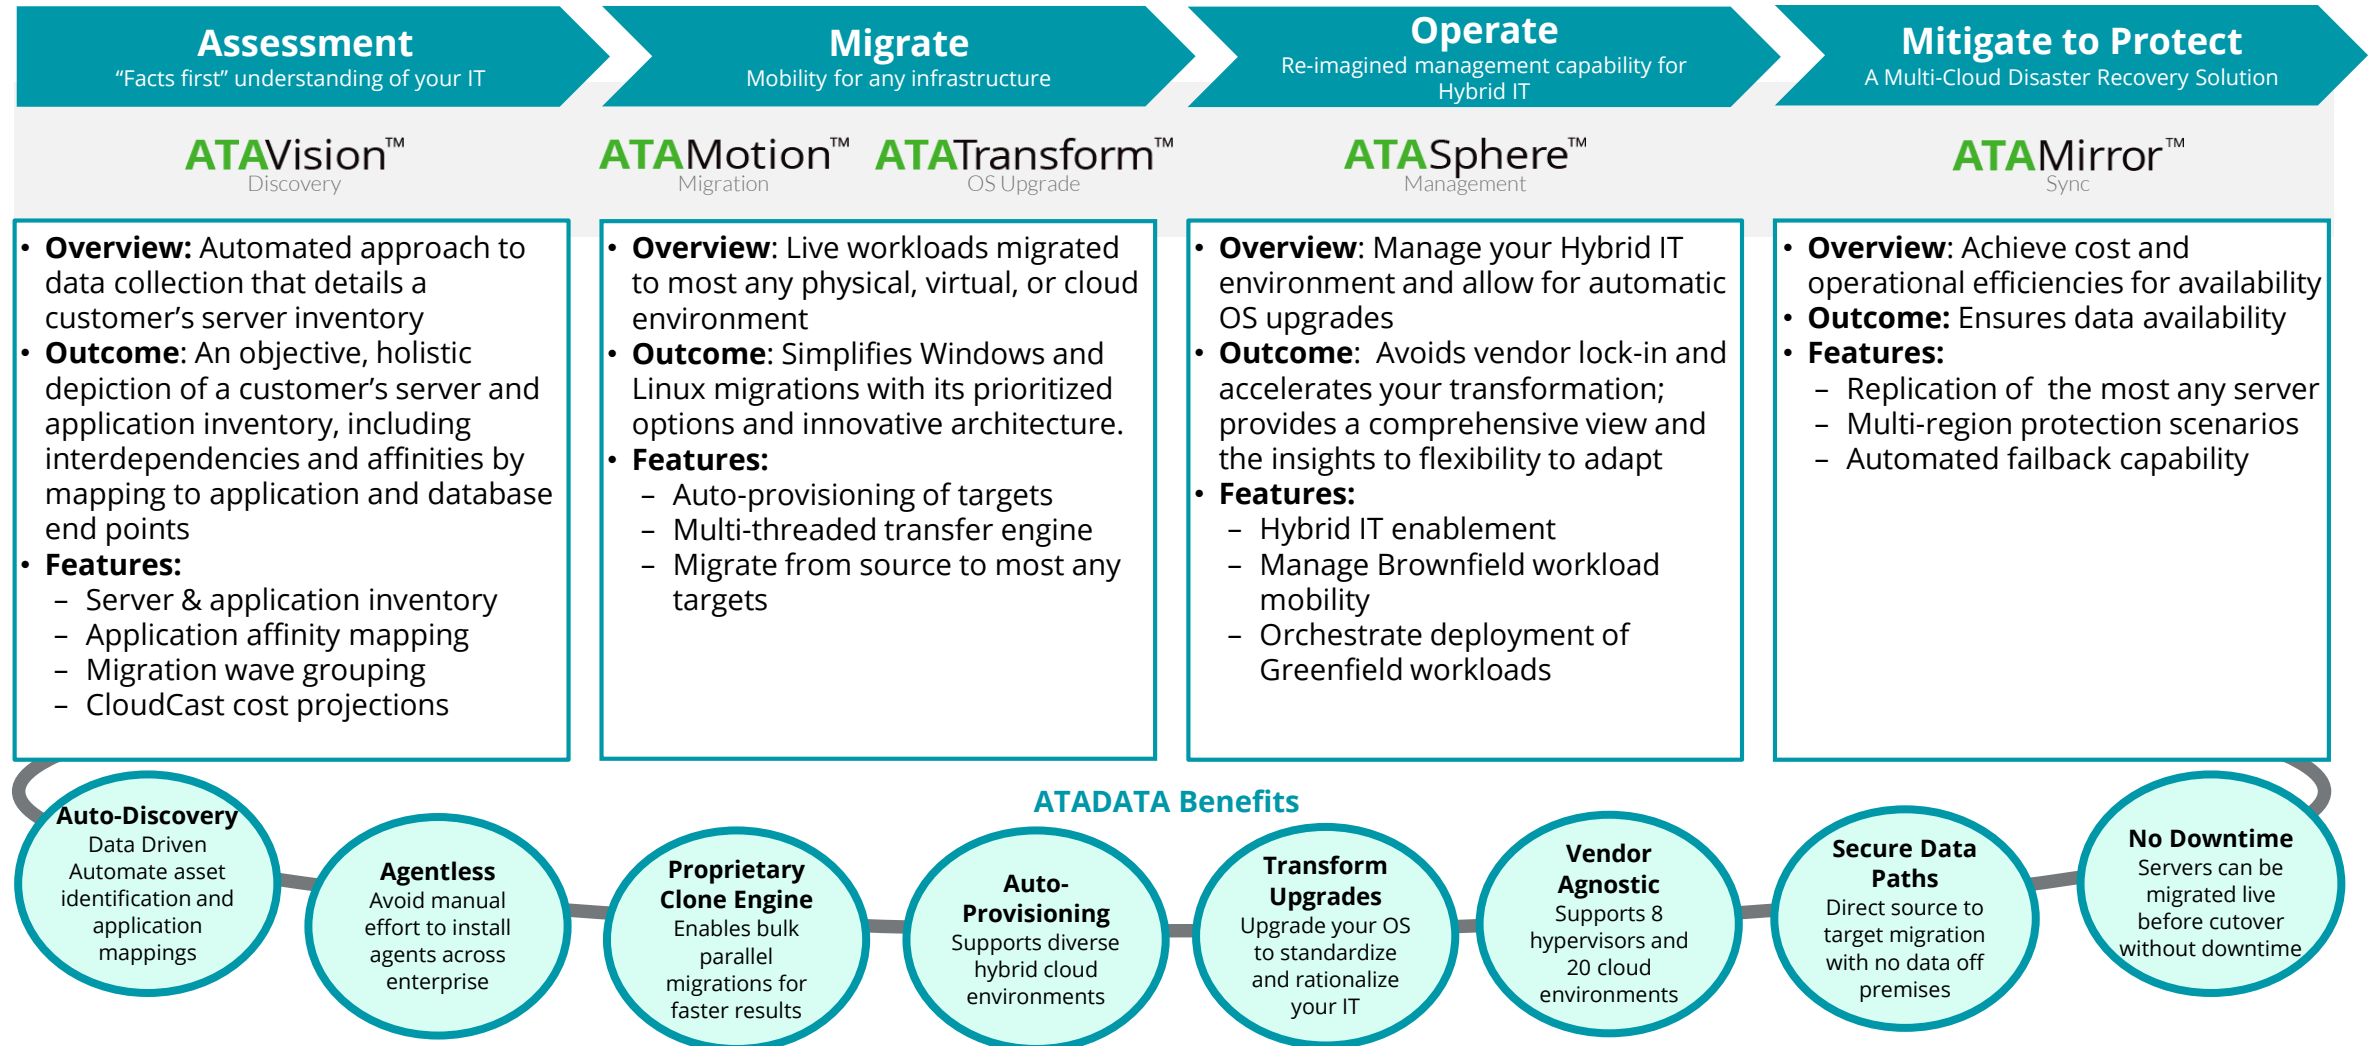 Assessment
“Facts first” understanding of your IT
Migrate
Mobility for any infrastructure
Operate
Re-imagined management capability for
Hybrid IT
Mitigate to Protect
A Multi-Cloud Disaster Recovery Solution
ATAVision™
Discovery
ATAMotion™
Migration
ATATransform™
OS Upgrade
ATASphere™
Management
ATAMirror™
Sync
• Overview: Automated approach to
data collection that details a
customer’s server inventory
• Outcome: An objective, holistic
depiction of a customer’s server and
application inventory, including
interdependencies and affinities by
mapping to application and database
end points
• Features:
– Server & application inventory
– Application affinity mapping
– Migration wave grouping
– CloudCast cost projections
• Overview: Live workloads migrated
to most any physical, virtual, or cloud
environment
• Outcome: Simplifies Windows and
Linux migrations with its prioritized
options and innovative architecture.
• Features:
– Auto-provisioning of targets
– Multi-threaded transfer engine
– Migrate from source to most any
targets
• Overview: Manage your Hybrid IT
environment and allow for automatic
OS upgrades
• Outcome:  Avoids vendor lock-in and
accelerates your transformation;
provides a comprehensive view and
the insights to flexibility to adapt
• Features:
– Hybrid IT enablement
– Manage Brownfield workload
mobility
– Orchestrate deployment of
Greenfield workloads
• Overview: Achieve cost and
operational efficiencies for availability
• Outcome: Ensures data availability
• Features:
– Replication of  the most any server
– Multi-region protection scenarios
– Automated failback capability
ATADATA Benefits
Auto-Discovery
Data Driven
Automate asset
identification and
application
mappings
Agentless
Avoid manual
effort to install
agents across
enterprise
Proprietary
Clone Engine
Enables bulk
parallel
migrations for
faster results
Auto-
Provisioning
Supports diverse
hybrid cloud
environments
Transform
Upgrades
Upgrade your OS
to standardize
and rationalize
your IT
Vendor
Agnostic
Supports 8
hypervisors and
20 cloud
environments
Secure Data
Paths
Direct source to
target migration
with no data off
premises
No Downtime
Servers can be
migrated live
before cutover
without downtime